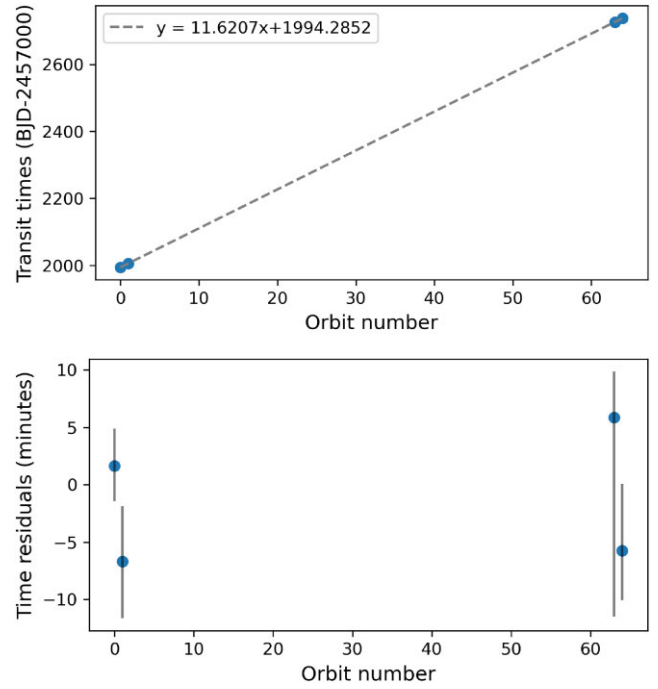 y = 11.6207x+1994.2852
Transit times (BJD-2457000)
2600
2400
2200
2000
0 10 20 30 40 50 60
Orbit number
Time residuals (minutes)
10
5
0
−5
−10
0 10 20 30 40 50 60
Orbit number